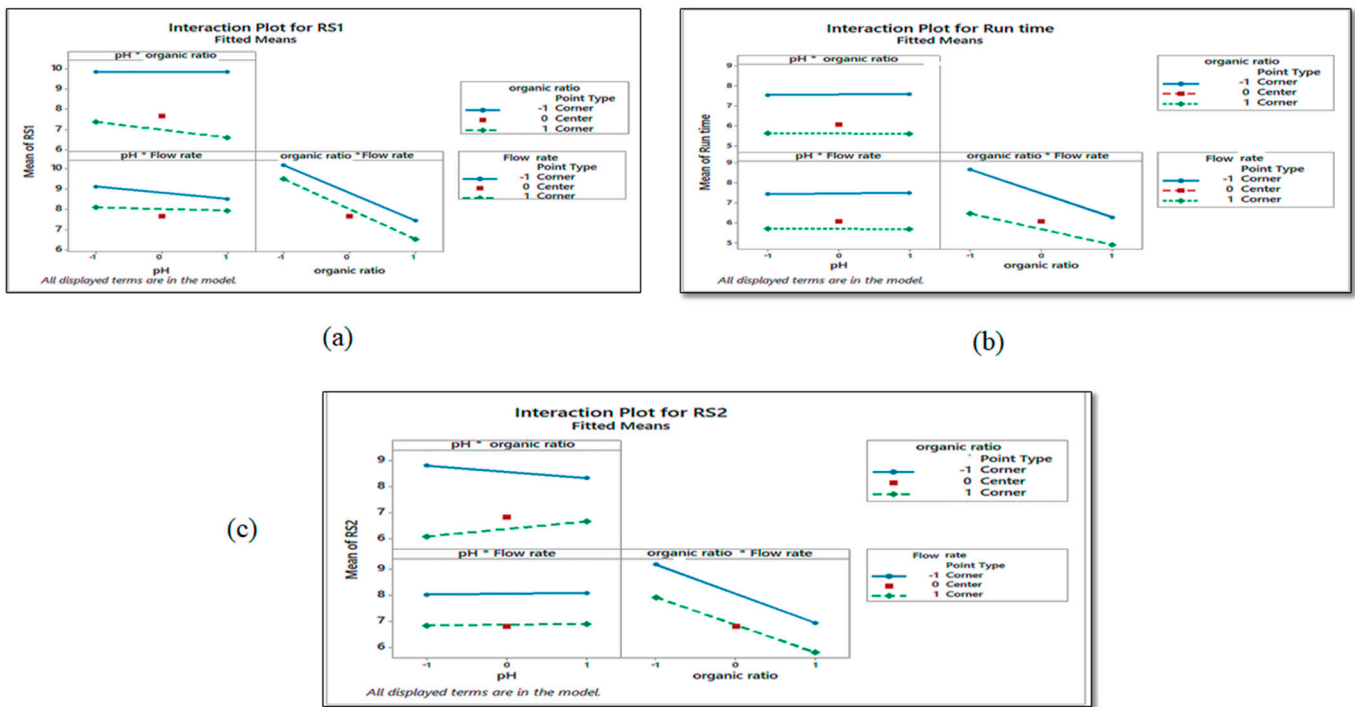 Interaction Plot for RS1
Fitted Means
pH * organic ratio
10
9
8
7
6
pH * Flow rate
organic ratio *Flow rate
10
9
8
7
6
Mean of RS1
-1
0
1
pH
-1
0
1
organic ratio
organic ratio
Point Type
-1 Corner
0 Center
1 Corner
Flow rate
Point Type
-1 Corner
0 Center
1 Corner
All displayed terms are in the model.
(a)
Interaction Plot for Run time
Fitted Means
pH * organic ratio
9
8
7
6
5
pH * Flow rate
organic ratio *Flow rate
9
8
7
6
5
Mean of Run time
-1
0
1
pH
-1
0
1
organic ratio
organic ratio
Point Type
-1 Corner
0 Center
1 Corner
Flow rate
Point Type
-1 Corner
0 Center
1 Corner
All displayed terms are in the model.
(b)
(c)
Interaction Plot for RS2
Fitted Means
pH * organic ratio
9
8
7
6
pH * Flow rate
organic ratio * Flow rate
9
8
7
6
Mean of RS2
-1
0
1
pH
-1
0
1
organic ratio
organic ratio
Point Type
-1 Corner
0 Center
1 Corner
Flow rate
Point Type
-1 Corner
0 Center
1 Corner
All displayed terms are in the model.